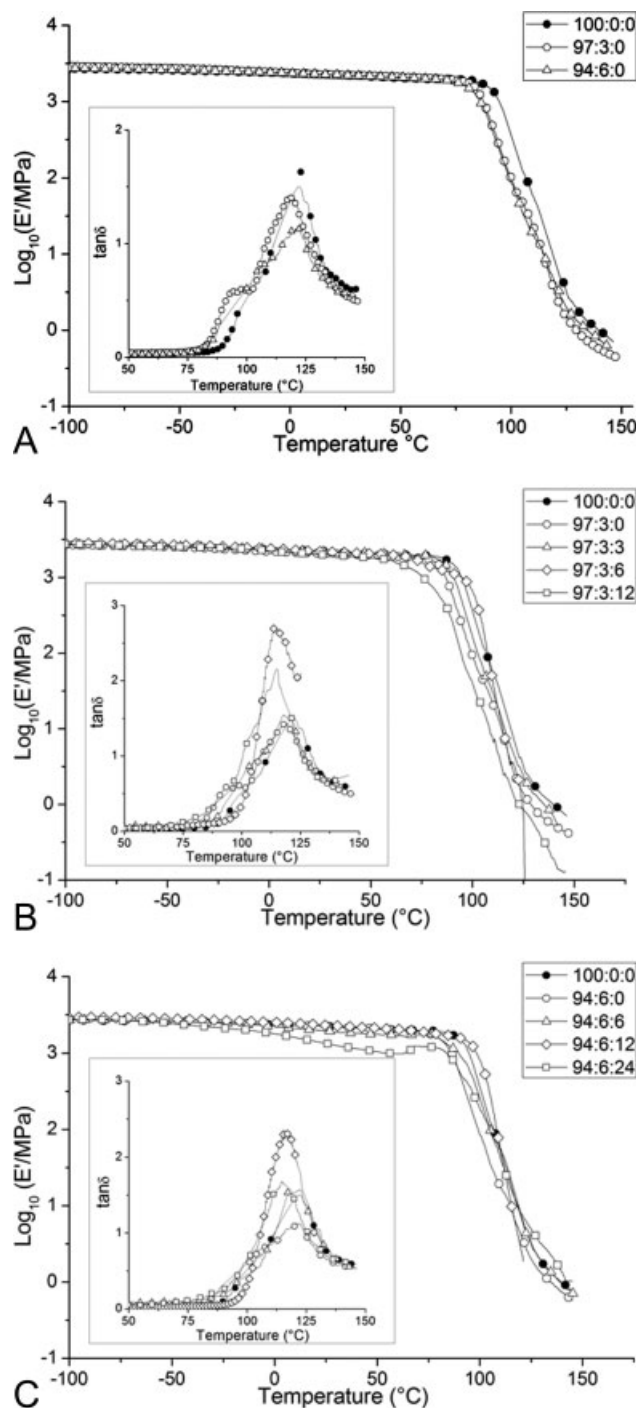 4
3
2
1
0
-1
Log10(E'/MPa)
100:0:0
97:3:0
94:6:0
2
1
0
tanδ
50 75 100 125 150
Temperature (°C)
-100 -50 0 50 100 150
Temperature °C
A
4
3
2
1
0
-1
Log10(E'/MPa)
100:0:0
97:3:0
97:3:3
97:3:6
97:3:12
3
2
1
0
tanδ
50 75 100 125 150
Temperature (°C)
-100 -50 0 50 100 150
Temperature (°C)
B
4
3
2
1
0
-1
Log10 (E'/MPa)
100:0:0
94:6:0
94:6:6
94:6:12
94:6:24
3
2
1
0
tanδ
50 75 100 125 150
Temperature (°C)
-100 -50 0 50 100 150
Temperature (°C)
C